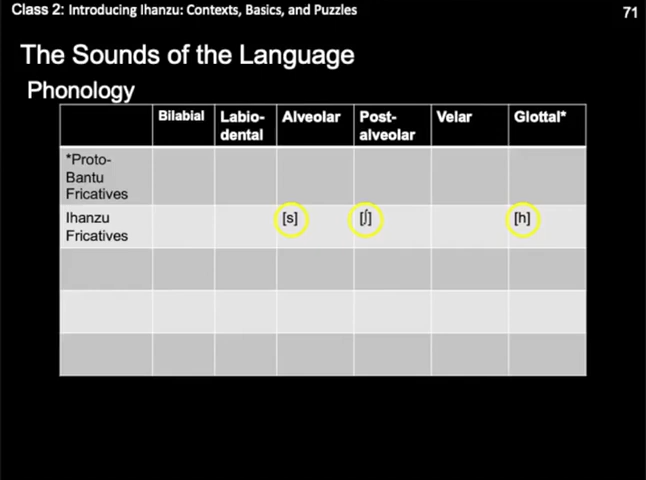 Class 2: Introducing Ihanzu: Contexts, Basics, and Puzzles
71
The Sounds of the Language
Phonology
Bilabial Labio- Alveolar Post- Velar Glottal*
dental alveolar
*Proto-
Bantu
Fricatives
Ihanzu [s] [ʃ] [h]
Fricatives